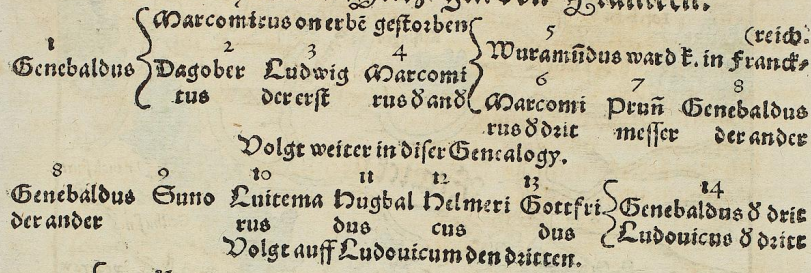 Marcomirus on erbē gestorben
1
Genebaldus
2 3 4
Dagober Ludwig Marcomi
tus der erst rus ď and
5
(reich.
Wuramūdus ward k. in Franck⸗
6 7 8
Marcomi Pruñ Genebaldus
rus ď drit messer der ander
Volgt weiter in diser Genealogy.
8 9 10 11 12 13 14
Genebaldus Suno Luitema Hugbal Helmeri Gottfri Genebaldus ď drit
der ander rus dus cus dus Ludouicus ď dritt
Volgt auff Ludouicum den dritten.